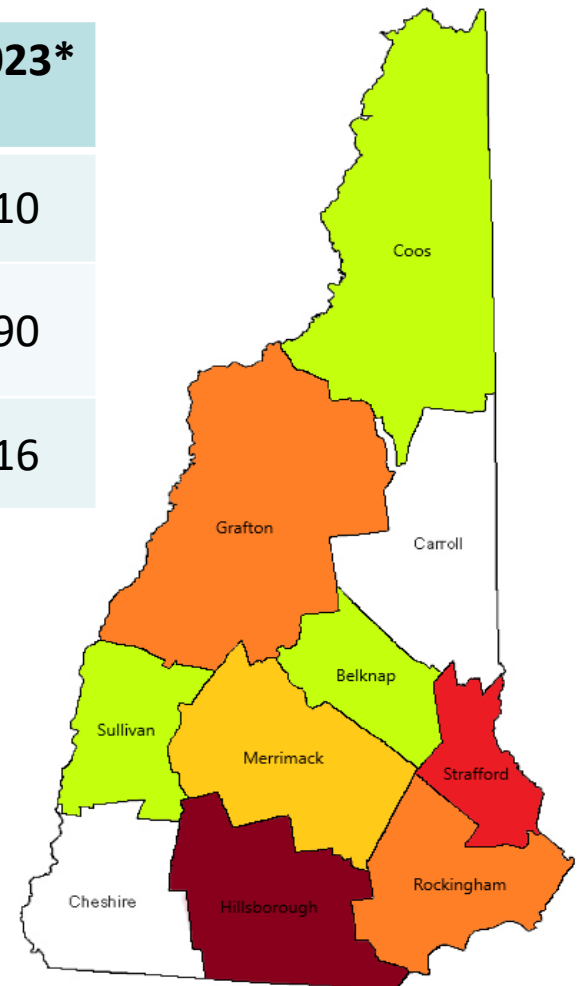 023*
10
90
16
Coos
Grafton
Carroll
Belknap
Sullivan
Merrimack
Strafford
Cheshire
Hillsborough
Rockingham